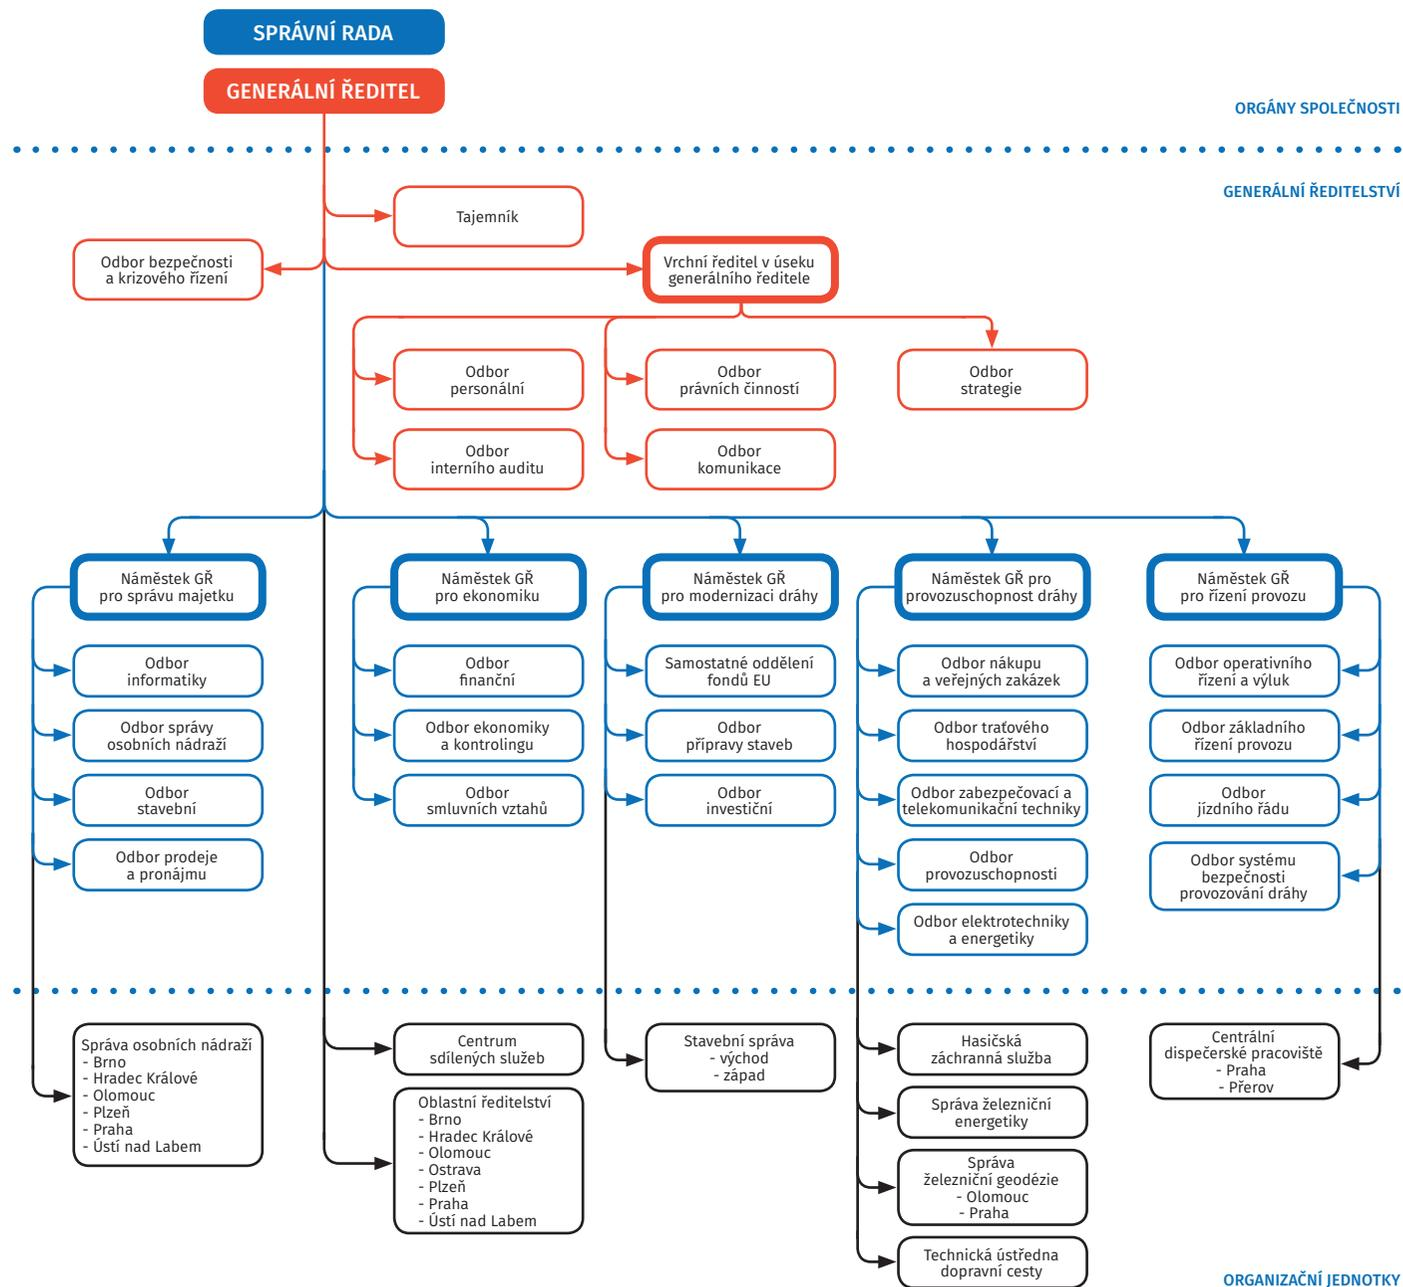 SPRÁVNÍ RADA
GENERÁLNÍ ŘEDITEL
ORGÁNY SPOLEČNOSTI
GENERÁLNÍ ŘEDITELSTVÍ
Tajemník
Odbor bezpečnosti
a krizového řízení
Vrchní ředitel v úseku
generálního ředitele
Odbor
personální
Odbor
právních činností
Odbor
strategie
Odbor
interního auditu
Odbor
komunikace
Náměstek GŘ
pro správu majetku
Náměstek GŘ
pro ekonomiku
Náměstek GŘ
pro modernizaci dráhy
Náměstek GŘ pro
provozuschopnost dráhy
Náměstek GŘ
pro řízení provozu
Odbor
informatiky
Odbor
finanční
Samostatné oddělení
fondů EU
Odbor nákupu
a veřejných zakázek
Odbor operativního
řízení a výluk
Odbor správy
osobních nádraží
Odbor ekonomiky
a kontrolingu
Odbor
přípravy staveb
Odbor traťového
hospodářství
Odbor základního
řízení provozu
Odbor
stavební
Odbor
smluvních vztahů
Odbor
investiční
Odbor zabezpečovací a
telekomunikační techniky
Odbor
jízdního řádu
Odbor prodeje
a pronájmu
Odbor
provozuschopnosti
Odbor systému
bezpečnosti
provozování dráhy
Odbor elektrotechniky
a energetiky
Správa osobních nádraží
- Brno
- Hradec Králové
- Olomouc
- Plzeň
- Praha
- Ústí nad Labem
Centrum
sdílených služeb
Oblastní ředitelství
- Brno
- Hradec Králové
- Olomouc
- Ostrava
- Plzeň
- Praha
- Ústí nad Labem
Stavební správa
- východ
- západ
Hasičská
záchranná služba
Správa železniční
energetiky
Správa
železniční geodézie
- Olomouc
- Praha
Technická ústředna
dopravní cesty
Centrální
dispečerské pracoviště
- Praha
- Přerov
ORGANIZAČNÍ JEDNOTKY